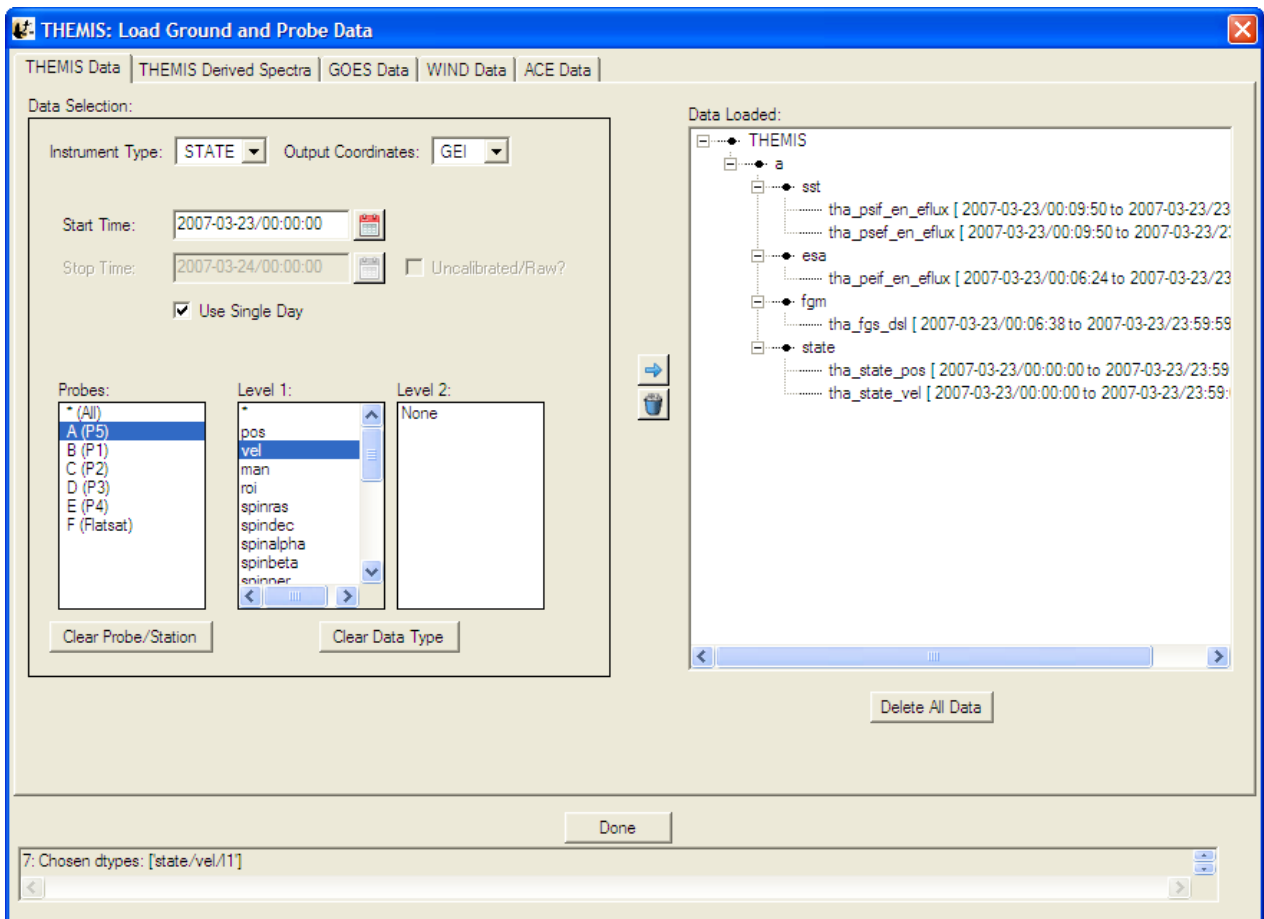 THEMIS: Load Ground and Probe Data
THEMIS Data
THEMIS Derived Spectra
GOES Data
WIND Data
ACE Data
Data Selection:
Instrument Type:
STATE
Output Coordinates:
GEI
Start Time:
2007-03-23/00:00:00
Stop Time:
2007-03-24/00:00:00
Uncalibrated/Raw?
Use Single Day
Probes:
* (All)
A (P5)
B (P1)
C (P2)
D (P3)
E (P4)
F (Flatsat)
Level 1:
*
pos
vel
man
roi
spinras
spindec
spinalpha
spinbeta
spinper
Level 2:
None
Clear Probe/Station
Clear Data Type
Data Loaded:
THEMIS
a
sst
tha_psif_en_eflux [ 2007-03-23/00:09:50 to 2007-03-23/23
tha_psef_en_eflux [ 2007-03-23/00:09:50 to 2007-03-23/2
esa
tha_peif_en_eflux [ 2007-03-23/00:06:24 to 2007-03-23/23
fgm
tha_fgs_dsl [ 2007-03-23/00:06:38 to 2007-03-23/23:59:59
state
tha_state_pos [ 2007-03-23/00:00:00 to 2007-03-23/23:59
tha_state_vel [ 2007-03-23/00:00:00 to 2007-03-23/23:59:
Delete All Data
Done
7: Chosen dtypes: ['state/vel/l1']